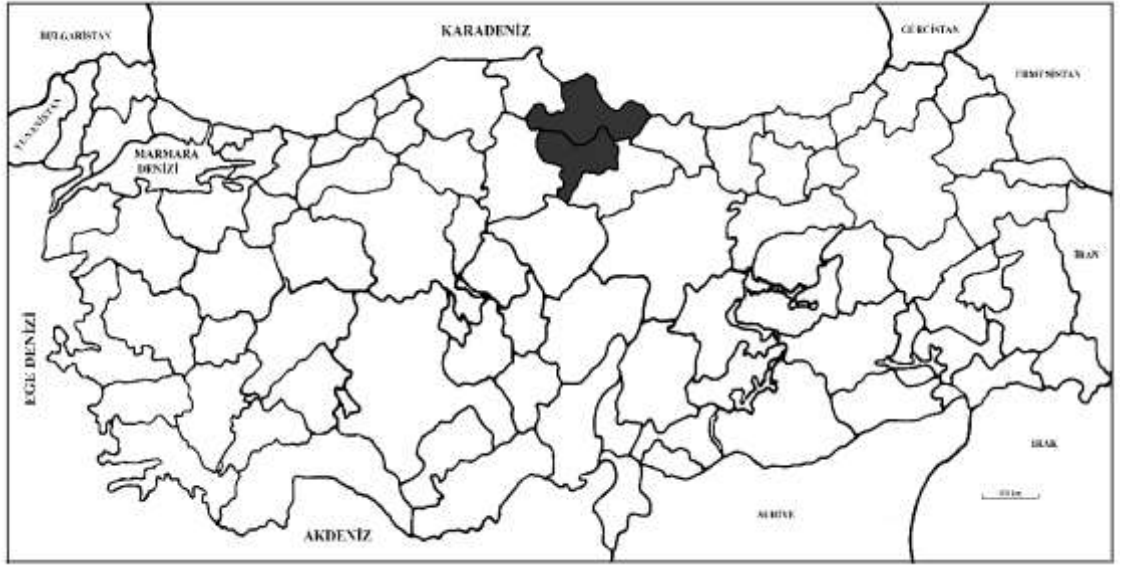 BULGARİSTAN
KARADENİZ
GÜRCİSTAN
ERMENİSTAN
YUNANİSTAN
MARMARA
DENİZİ
İRAN
EGE DENİZİ
IRAK
SURİYE
AKDENİZ